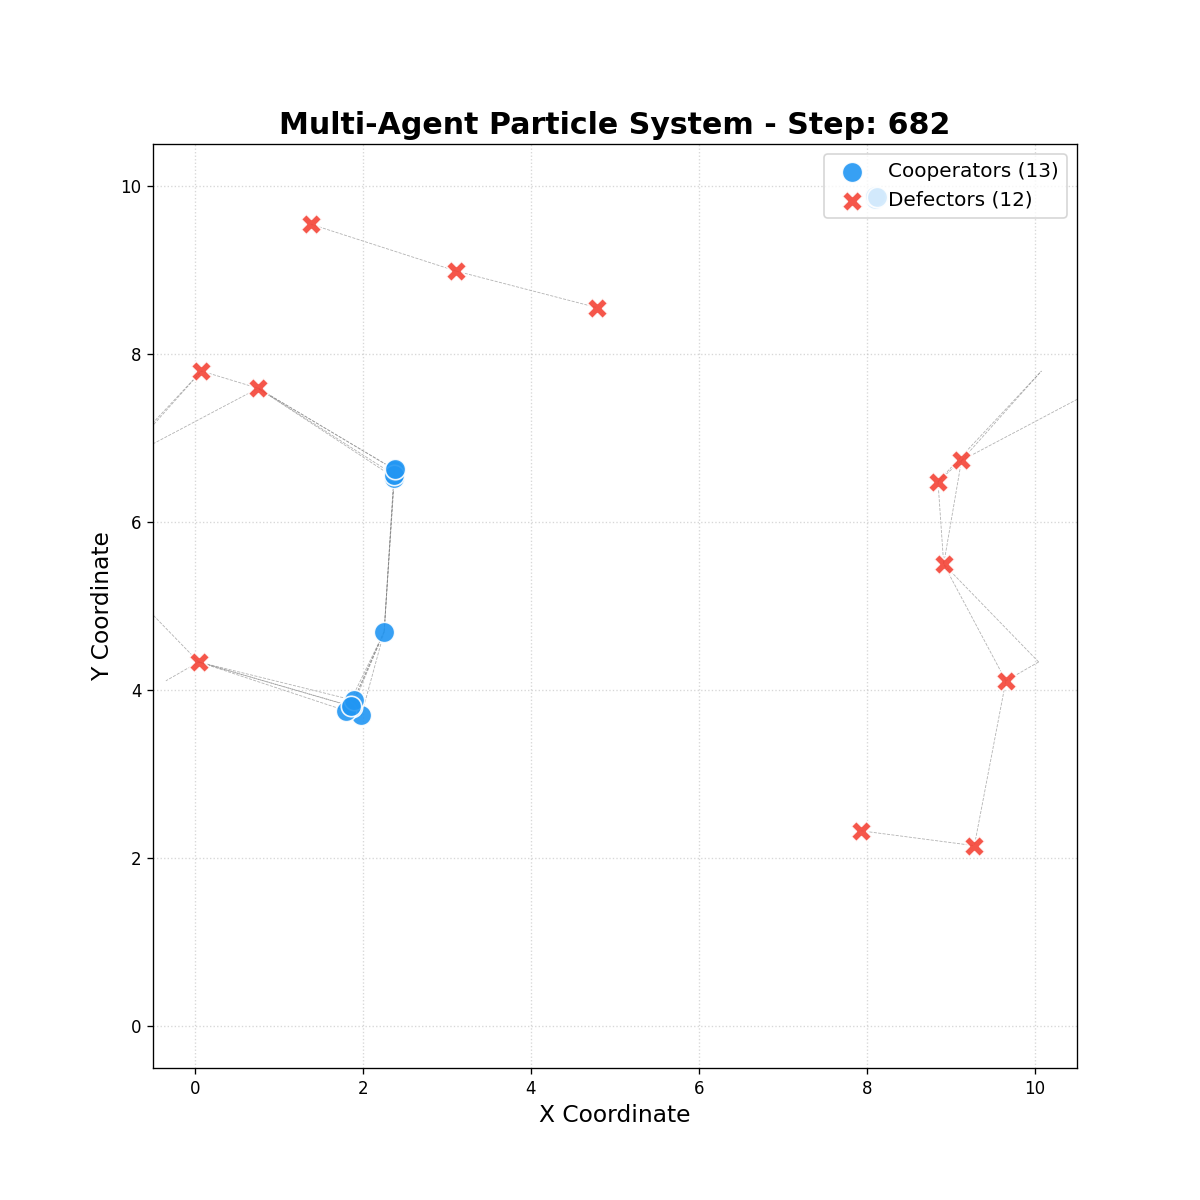 Multi-Agent Particle System - Step: 682
Cooperators (13)
Defectors (12)
Y Coordinate
10
8
6
4
2
0
0 2 4 6 8 10
X Coordinate